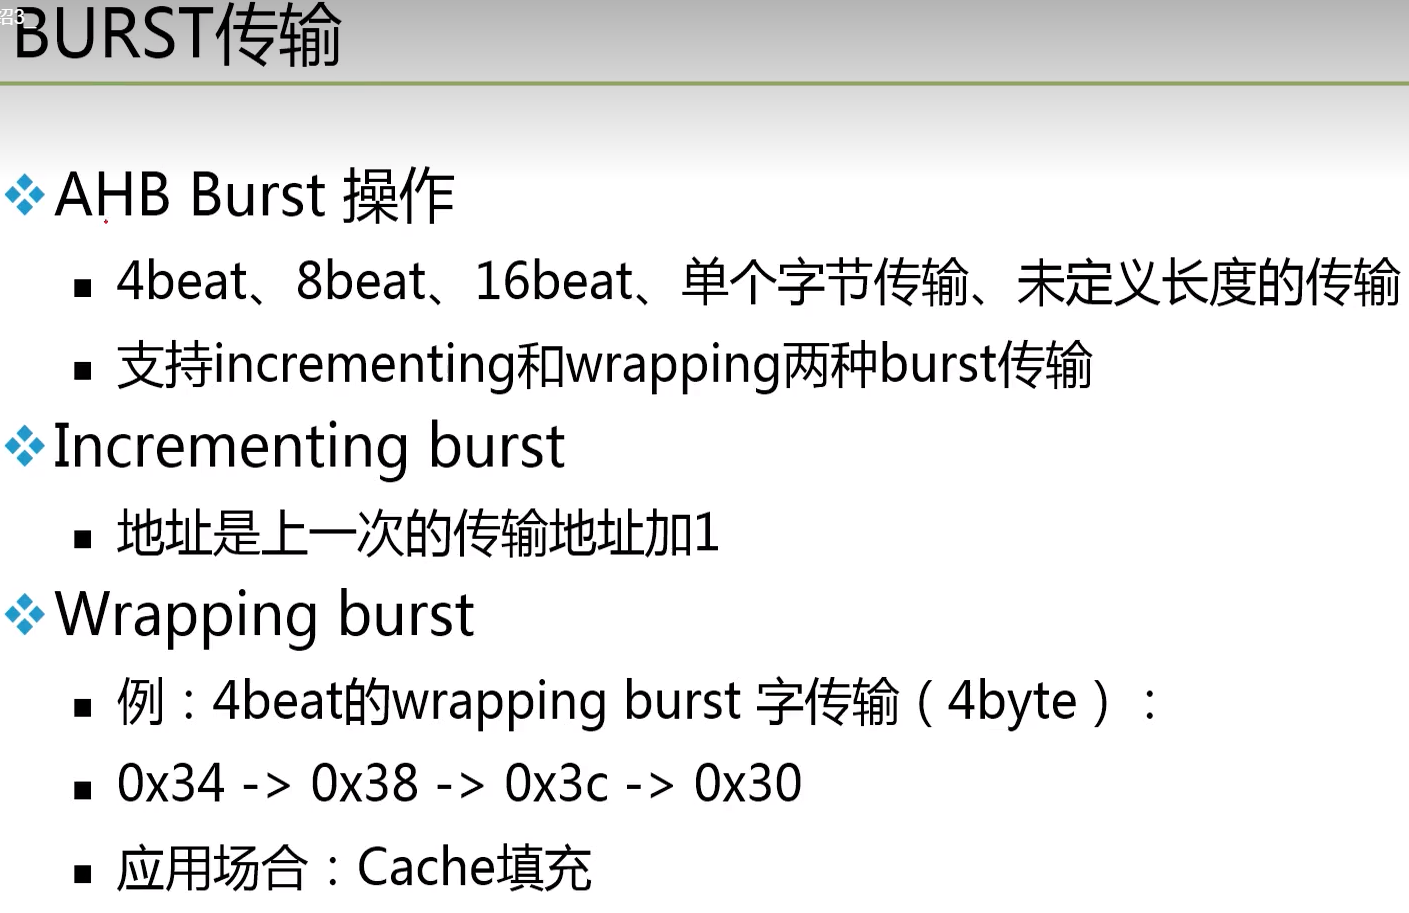 绍3_
BURST传输
AHB Burst 操作
4beat、8beat、16beat、单个字节传输、未定义长度的传输
支持incrementing和wrapping两种burst传输
Incrementing burst
地址是上一次的传输地址加1
Wrapping burst
例：4beat的wrapping burst 字传输（4byte）：
0x34 -> 0x38 -> 0x3c -> 0x30
应用场合：Cache填充